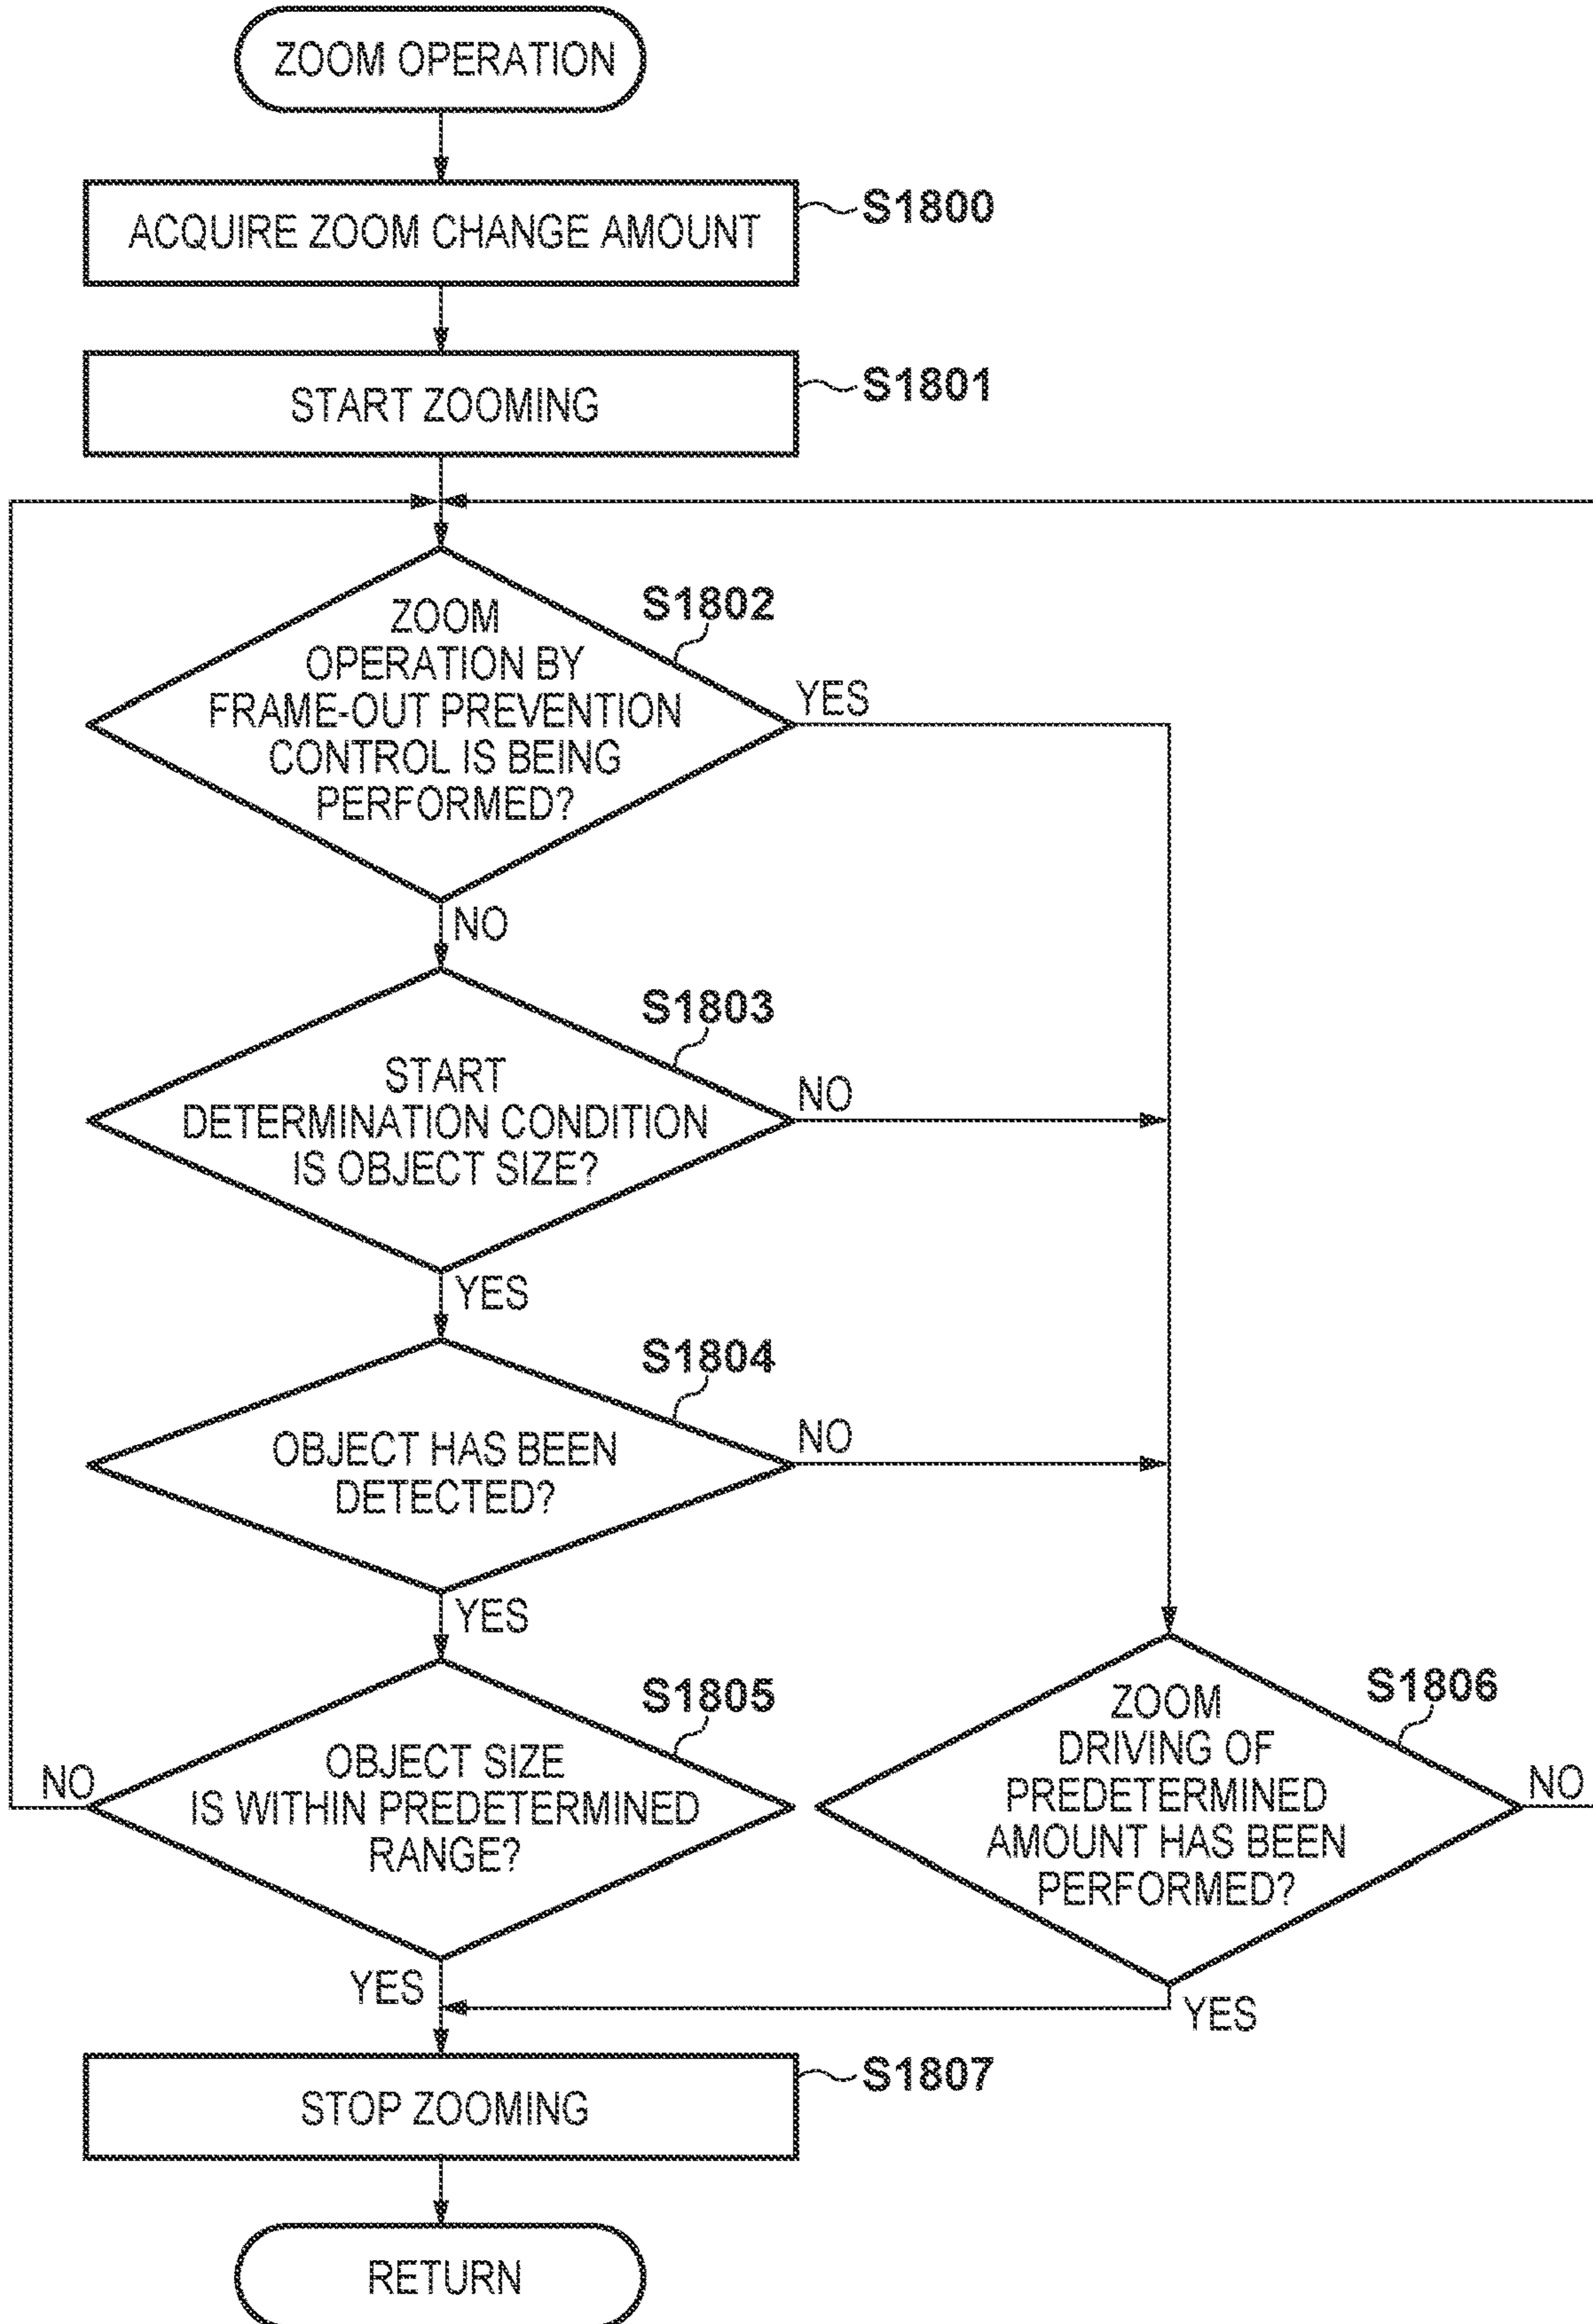 ZOOM OPERATION
ACQUIRE ZOOM CHANGE AMOUNT
S1800
START ZOOMING
S1801
S1802
ZOOM
OPERATION BY
FRAME-OUT PREVENTION
CONTROL IS BEING
PERFORMED?
YES
NO
S1803
START
DETERMINATION CONDITION
IS OBJECT SIZE?
NO
YES
S1804
OBJECT HAS BEEN
DETECTED?
NO
YES
S1805
OBJECT SIZE
IS WITHIN PREDETERMINED
RANGE?
NO
YES
S1806
ZOOM
DRIVING OF
PREDETERMINED
AMOUNT HAS BEEN
PERFORMED?
NO
YES
STOP ZOOMING
S1807
RETURN